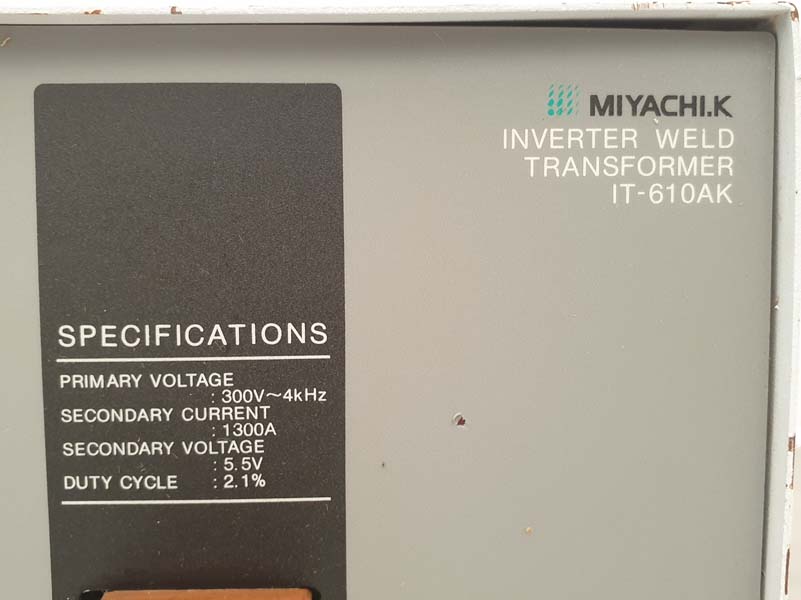 MIYACHI.K
INVERTER WELD
TRANSFORMER
IT-610AK
SPECIFICATIONS
PRIMARY VOLTAGE
: 300V~4kHz
SECONDARY CURRENT
: 1300A
SECONDARY VOLTAGE
: 5.5V
DUTY CYCLE : 2.1%